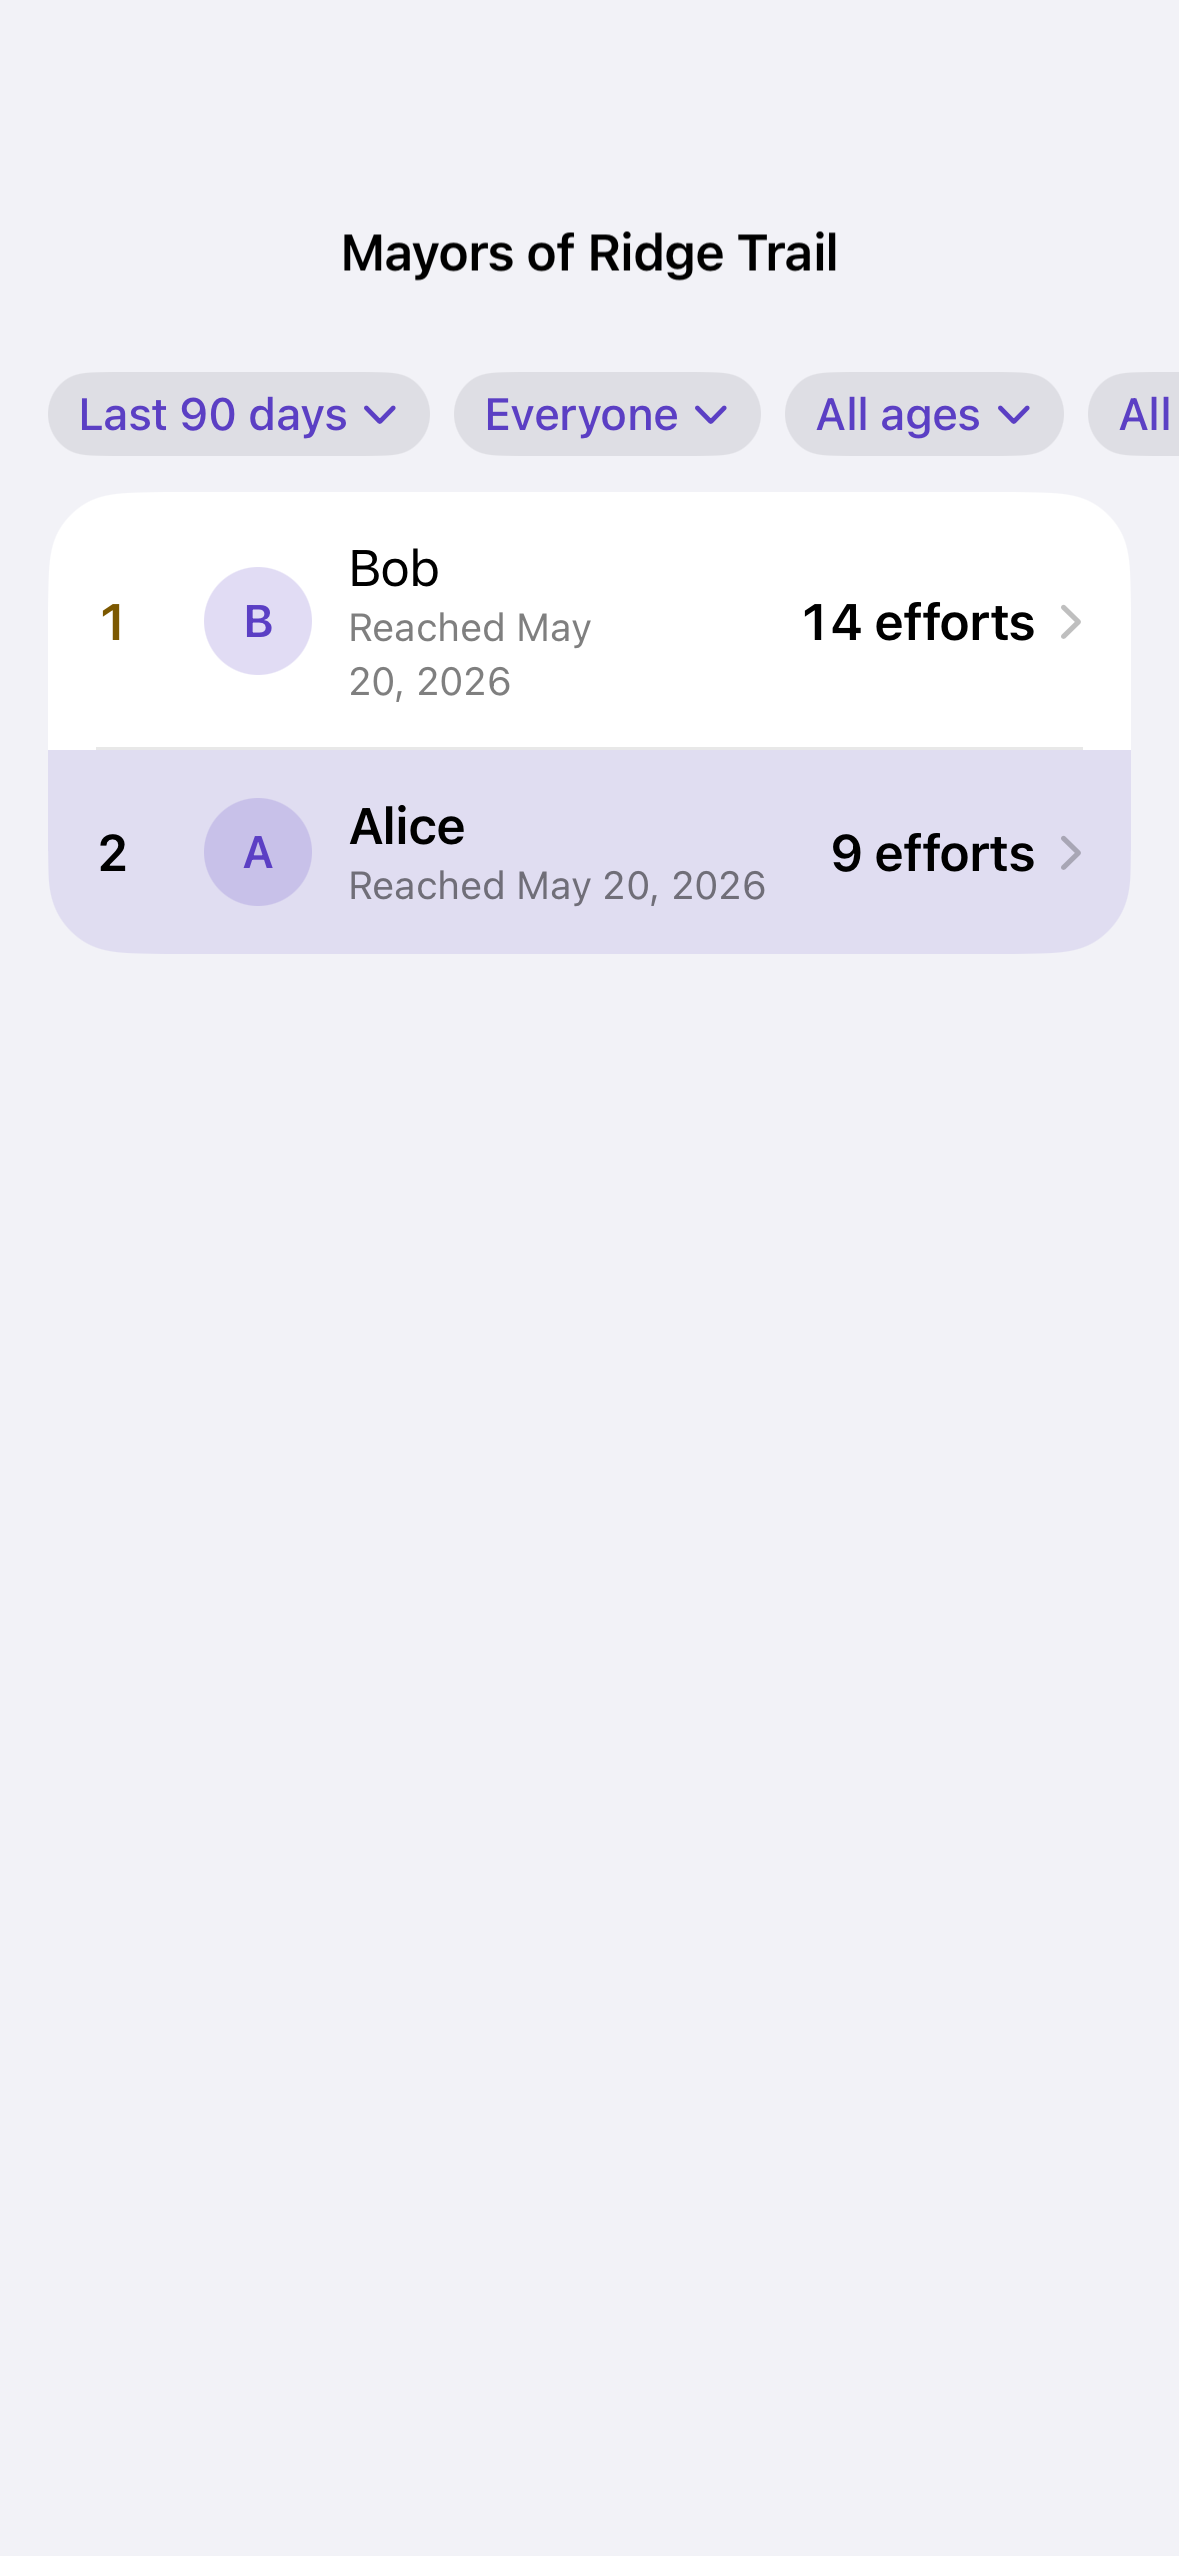 Mayors of Ridge Trail
Last 90 days Everyone All ages All
1 B Bob 14 efforts
Reached May
20, 2026
2 A Alice 9 efforts
Reached May 20, 2026